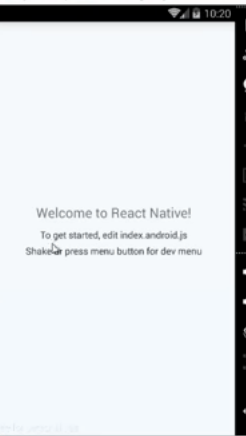 10:20
Welcome to React Native!
To get started, edit index.android.js
Shake or press menu button for dev menu